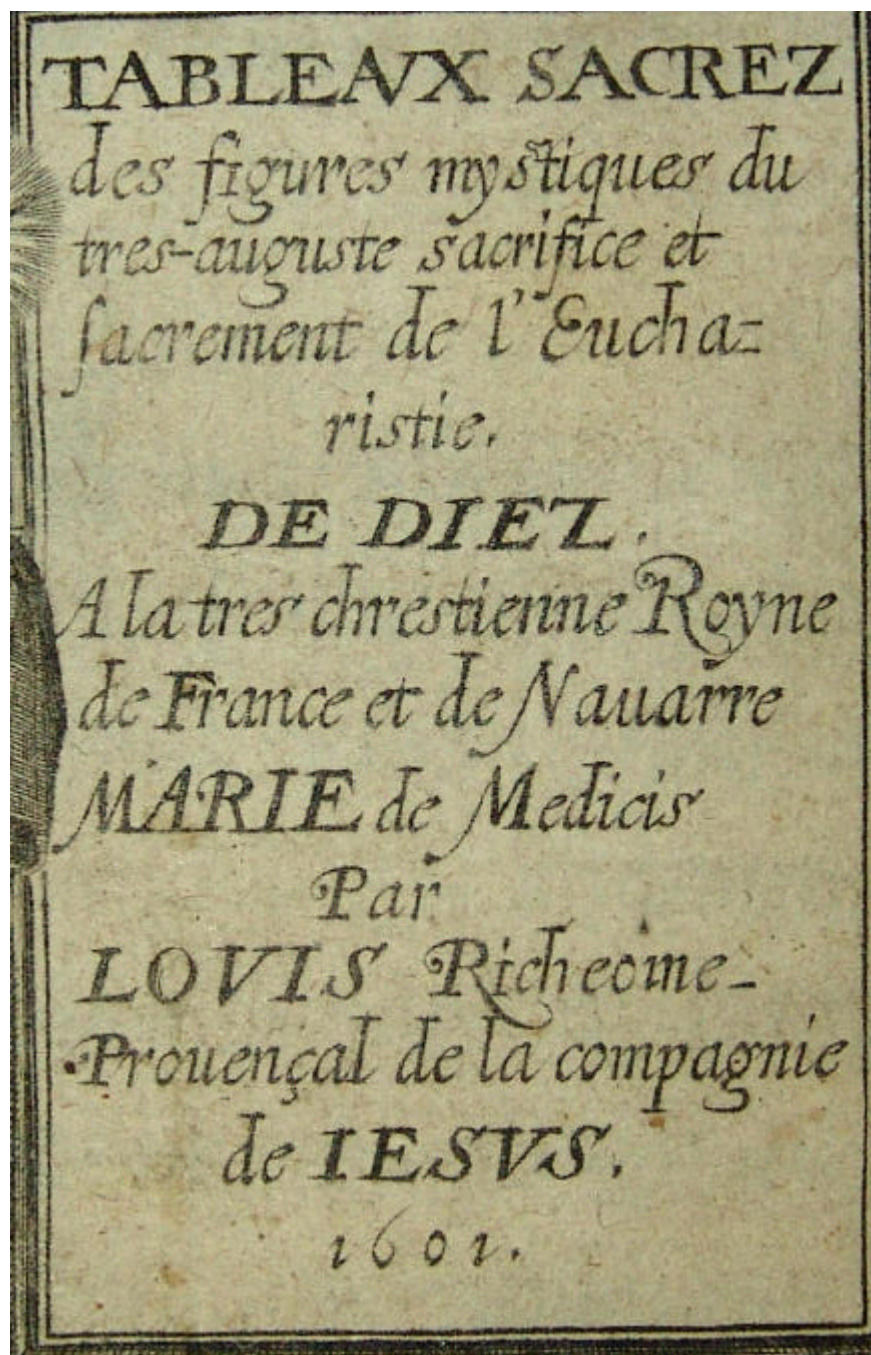 TABLEAVX SACREZ
des figures mystiques du
tres-auguste sacrifice et
sacrement de l'Eucha=
ristie.
DE DIEZ.
A la tres chrestienne Royne
de France et de Nauarre
MARIE de Medicis
Par
LOVIS Richeome-
Prouençal de la compagnie
de IESVS.
1601.